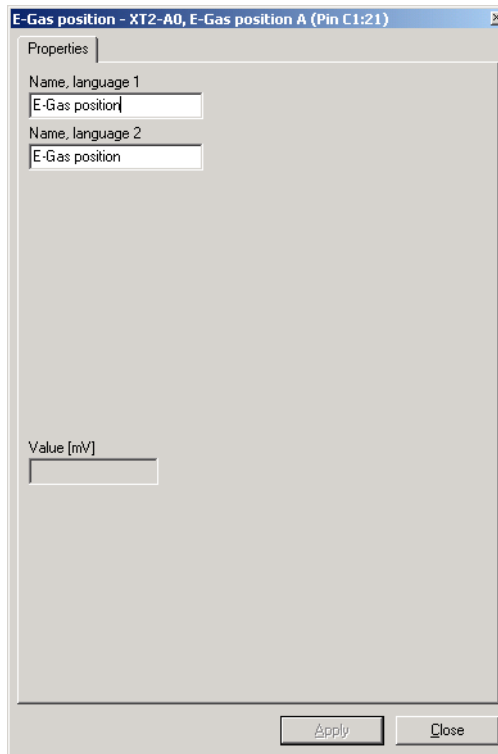 E-Gas position - XT2-A0, E-Gas position A (Pin C1:21)
Properties
Name, language 1
E-Gas position
Name, language 2
E-Gas position
Value [mV]
Apply
Close